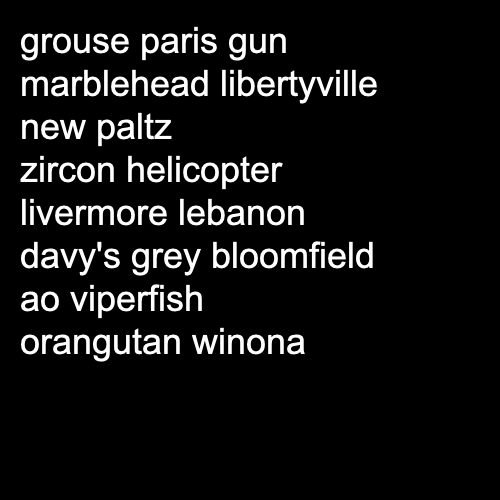 grouse paris gun
marblehead libertyville
new paltz
zircon helicopter
livermore lebanon
davy's grey bloomfield
ao viperfish
orangutan winona